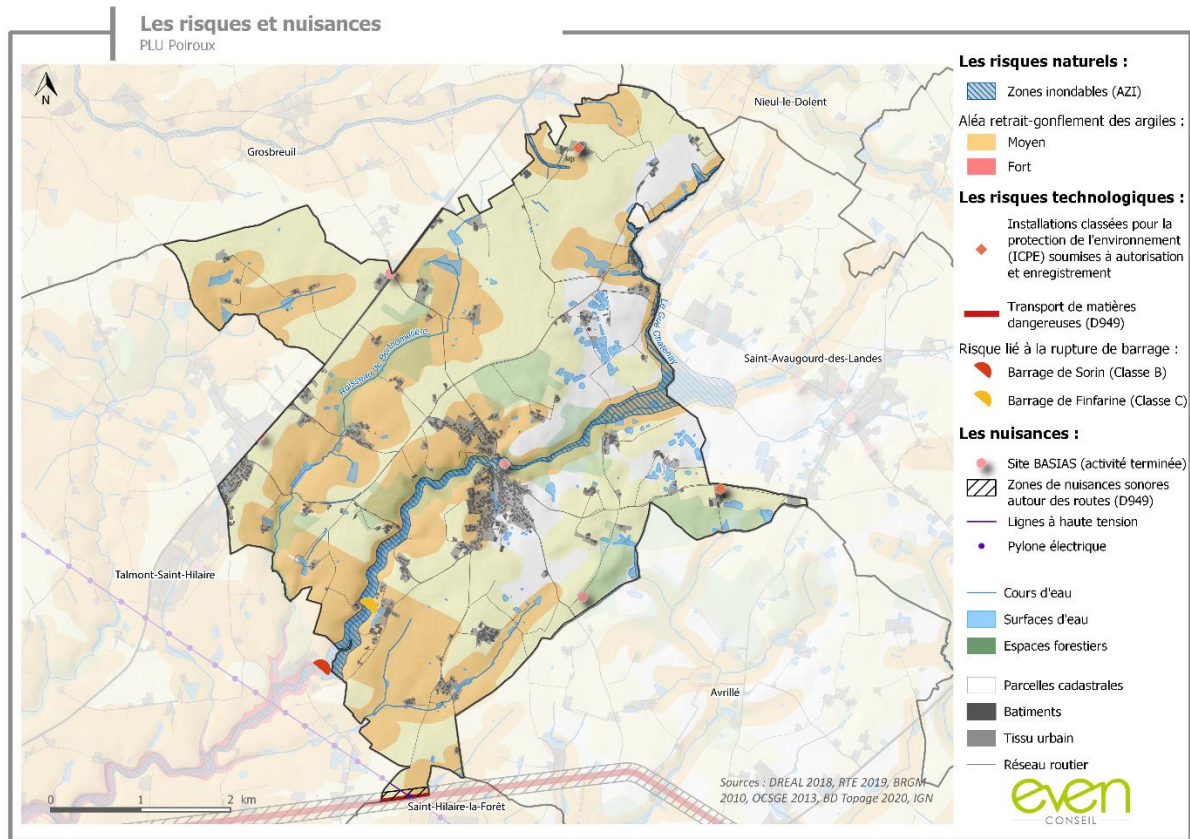 Les risques et nuisances
PLU Poiroux
N
Nieul-le-Dolent
Grosbreuil
Ruisseau de Berthomelière
Le Gué Chatenay
Saint-Avaugourd-des-Landes
Talmont-Saint-Hilaire
Avrillé
Saint-Hilaire-la-Forêt
0 1 2 km
Sources : DREAL 2018, RTE 2019, BRGM
2010, OCSGE 2013, BD Topage 2020, IGN
Les risques naturels :
Zones inondables (AZI)
Aléa retrait-gonflement des argiles :
Moyen
Fort
Les risques technologiques :
Installations classées pour la
protection de l'environnement
(ICPE) soumises à autorisation
et enregistrement
Transport de matières
dangereuses (D949)
Risque lié à la rupture de barrage :
Barrage de Sorin (Classe B)
Barrage de Finfarine (Classe C)
Les nuisances :
Site BASIAS (activité terminée)
Zones de nuisances sonores
autour des routes (D949)
Lignes à haute tension
Pylone électrique
Cours d'eau
Surfaces d'eau
Espaces forestiers
Parcelles cadastrales
Batiments
Tissu urbain
Réseau routier
even
CONSEIL